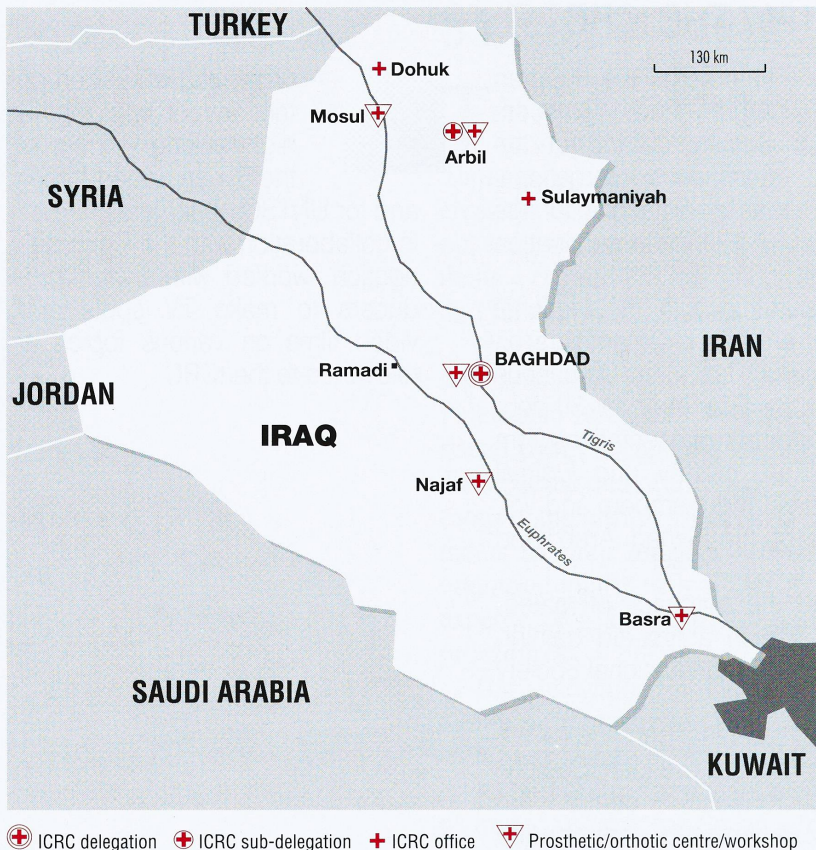 TURKEY
130 km
Dohuk
Mosul
Arbil
SYRIA
Sulaymaniyah
IRAN
BAGHDAD
Ramadi
JORDAN
IRAQ
Tigris
Najaf
Euphrates
Basra
SAUDI ARABIA
KUWAIT
ICRC delegation ICRC sub-delegation ICRC office Prosthetic/orthotic centre/workshop